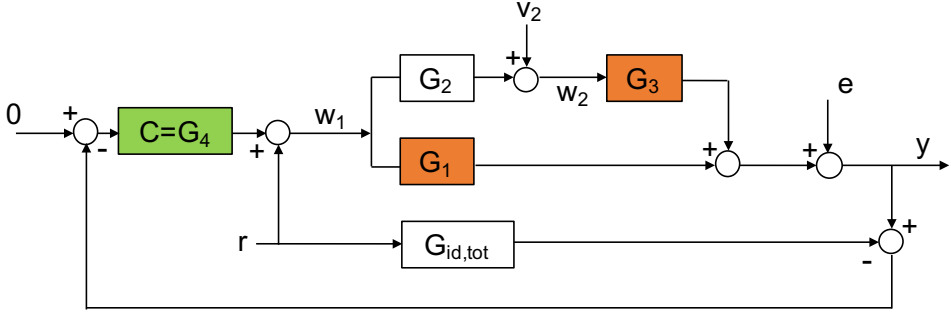 v2
+
G2
w2
G3
e
0
+
-
C=G4
+
w1
G1
+
+
y
r
Gid,tot
+
-